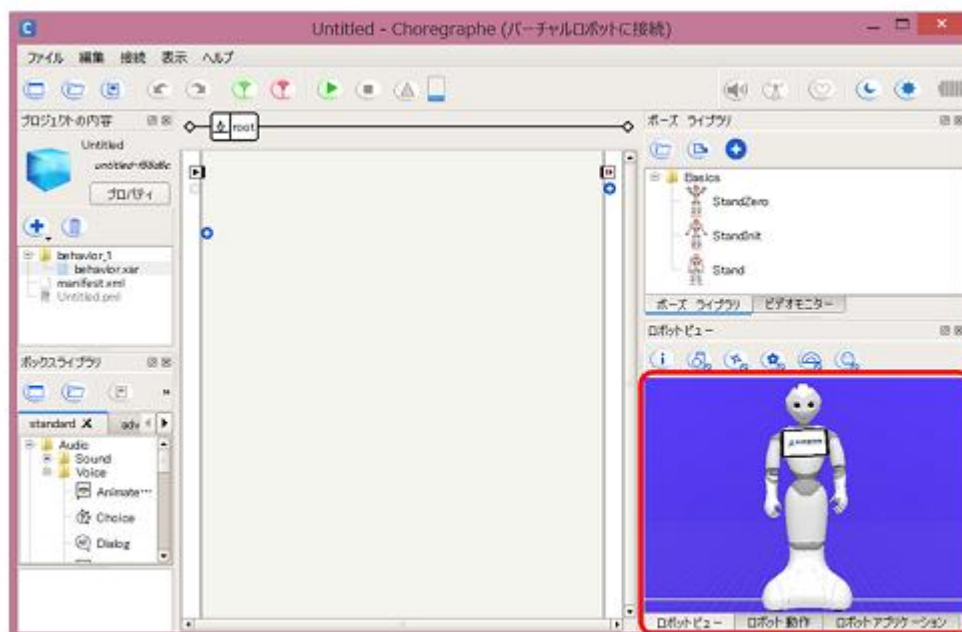 Untitled - Choregraphe (バーチャルロボットに接続)
ファイル 編集 接続 表示 ヘルプ
プロジェクトの内容
Untitled
プロパティ
behavior_1
behavior.xar
manifest.xml
Untitled.pml
ボックスライブラリ
standard X adv
Audio
Sound
Voice
Animate…
Choice
Dialog
root
ポーズ ライブラリ
Basics
StandZero
StandInit
Stand
ポーズ ライブラリ ビデオモニター
ロボットビュー
ロボットビュー ロボット動作 ロボットアプリケーション